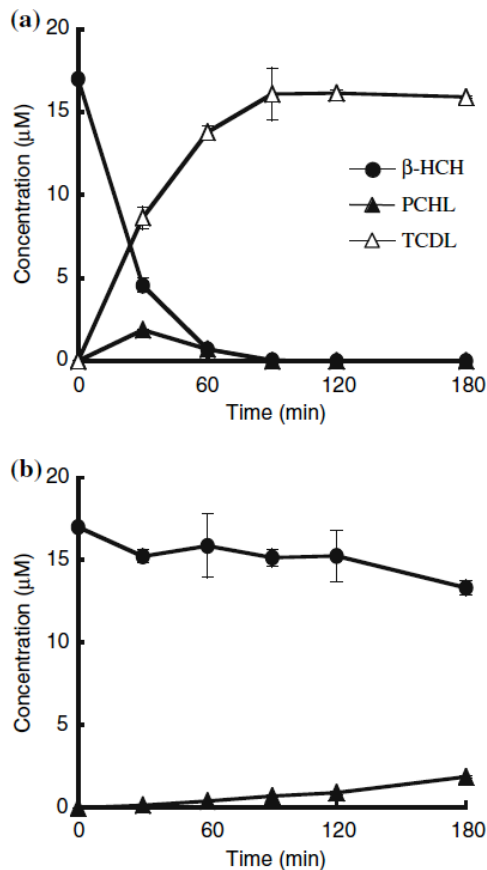 (a)
20
15
10
5
0
Concentration (μM)
β-HCH
PCHL
TCDL
0 60 120 180
Time (min)
(b)
20
15
10
5
0
Concentration (μM)
0 60 120 180
Time (min)